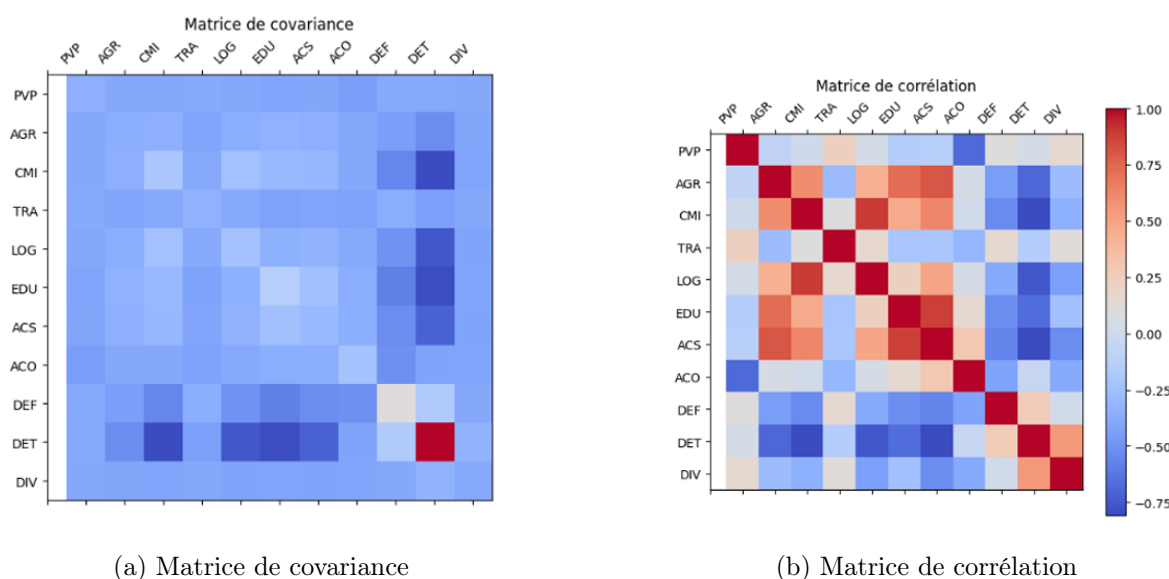 Matrice de covariance
PVP AGR CMI TRA LOG EDU ACS ACO DEF DET DIV
PVP
AGR
CMI
TRA
LOG
EDU
ACS
ACO
DEF
DET
DIV
(a) Matrice de covariance
Matrice de corrélation
PVP AGR CMI TRA LOG EDU ACS ACO DEF DET DIV
PVP
AGR
CMI
TRA
LOG
EDU
ACS
ACO
DEF
DET
DIV
1.00
0.75
0.50
0.25
0.00
−0.25
−0.50
−0.75
(b) Matrice de corrélation